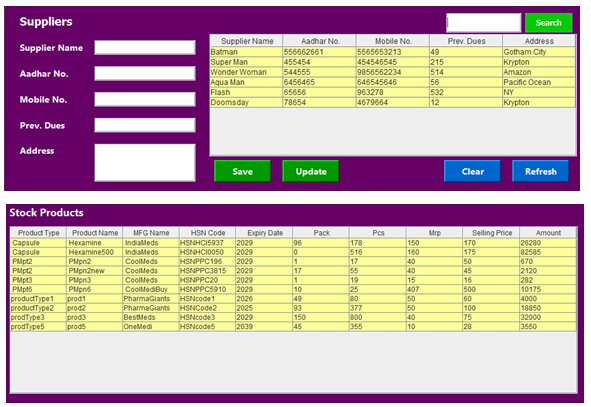 Suppliers
Search
Supplier Name
Aadhar No.
Mobile No.
Prev. Dues
Address
Supplier Name Aadhar No. Mobile No. Prev. Dues Address
Batman 556662661 5565653213 49 Gotham City
Super Man 455454 454546545 215 Krypton
Wonder Woman 544555 9856562234 514 Amazon
Aqua Man 6456465 646545646 56 Pacific Ocean
Flash 65656 963278 532 NY
Doomsday 78654 4679664 12 Krypton
Save Update Clear Refresh
Stock Products
Product Type Product Name MFG Name HSN Code Expiry Date Pack Pcs Mrp Selling Price Amount
Capsule Hexamine IndiaMeds HSNHCI5937 2029 96 178 150 170 26280
Capsule Hexamine500 IndiaMeds HSNHCI0050 2029 0 516 160 175 82585
PMpt2 PMpn2 CoolMeds HSNPPC196 2029 1 17 40 50 670
PMpt2 PMpn2new CoolMeds HSNPPC3815 2029 17 55 40 45 2120
PMpt3 PMpn3 CoolMeds HSNPPC20 2029 1 19 15 16 282
PMpt6 PMpn6 CoolMediBuy HSNPPC5910 2029 10 25 407 500 10175
productType1 prod1 PharmaGiants HSNcode1 2026 49 80 50 60 4000
productType2 prod2 PharmaGiants HSNCode2 2025 93 377 50 100 18850
prodType3 prod3 BestMeds HSNcode3 2029 150 800 40 75 32000
prodType5 prod5 OneMedi HSNcode5 2039 45 355 10 28 3550